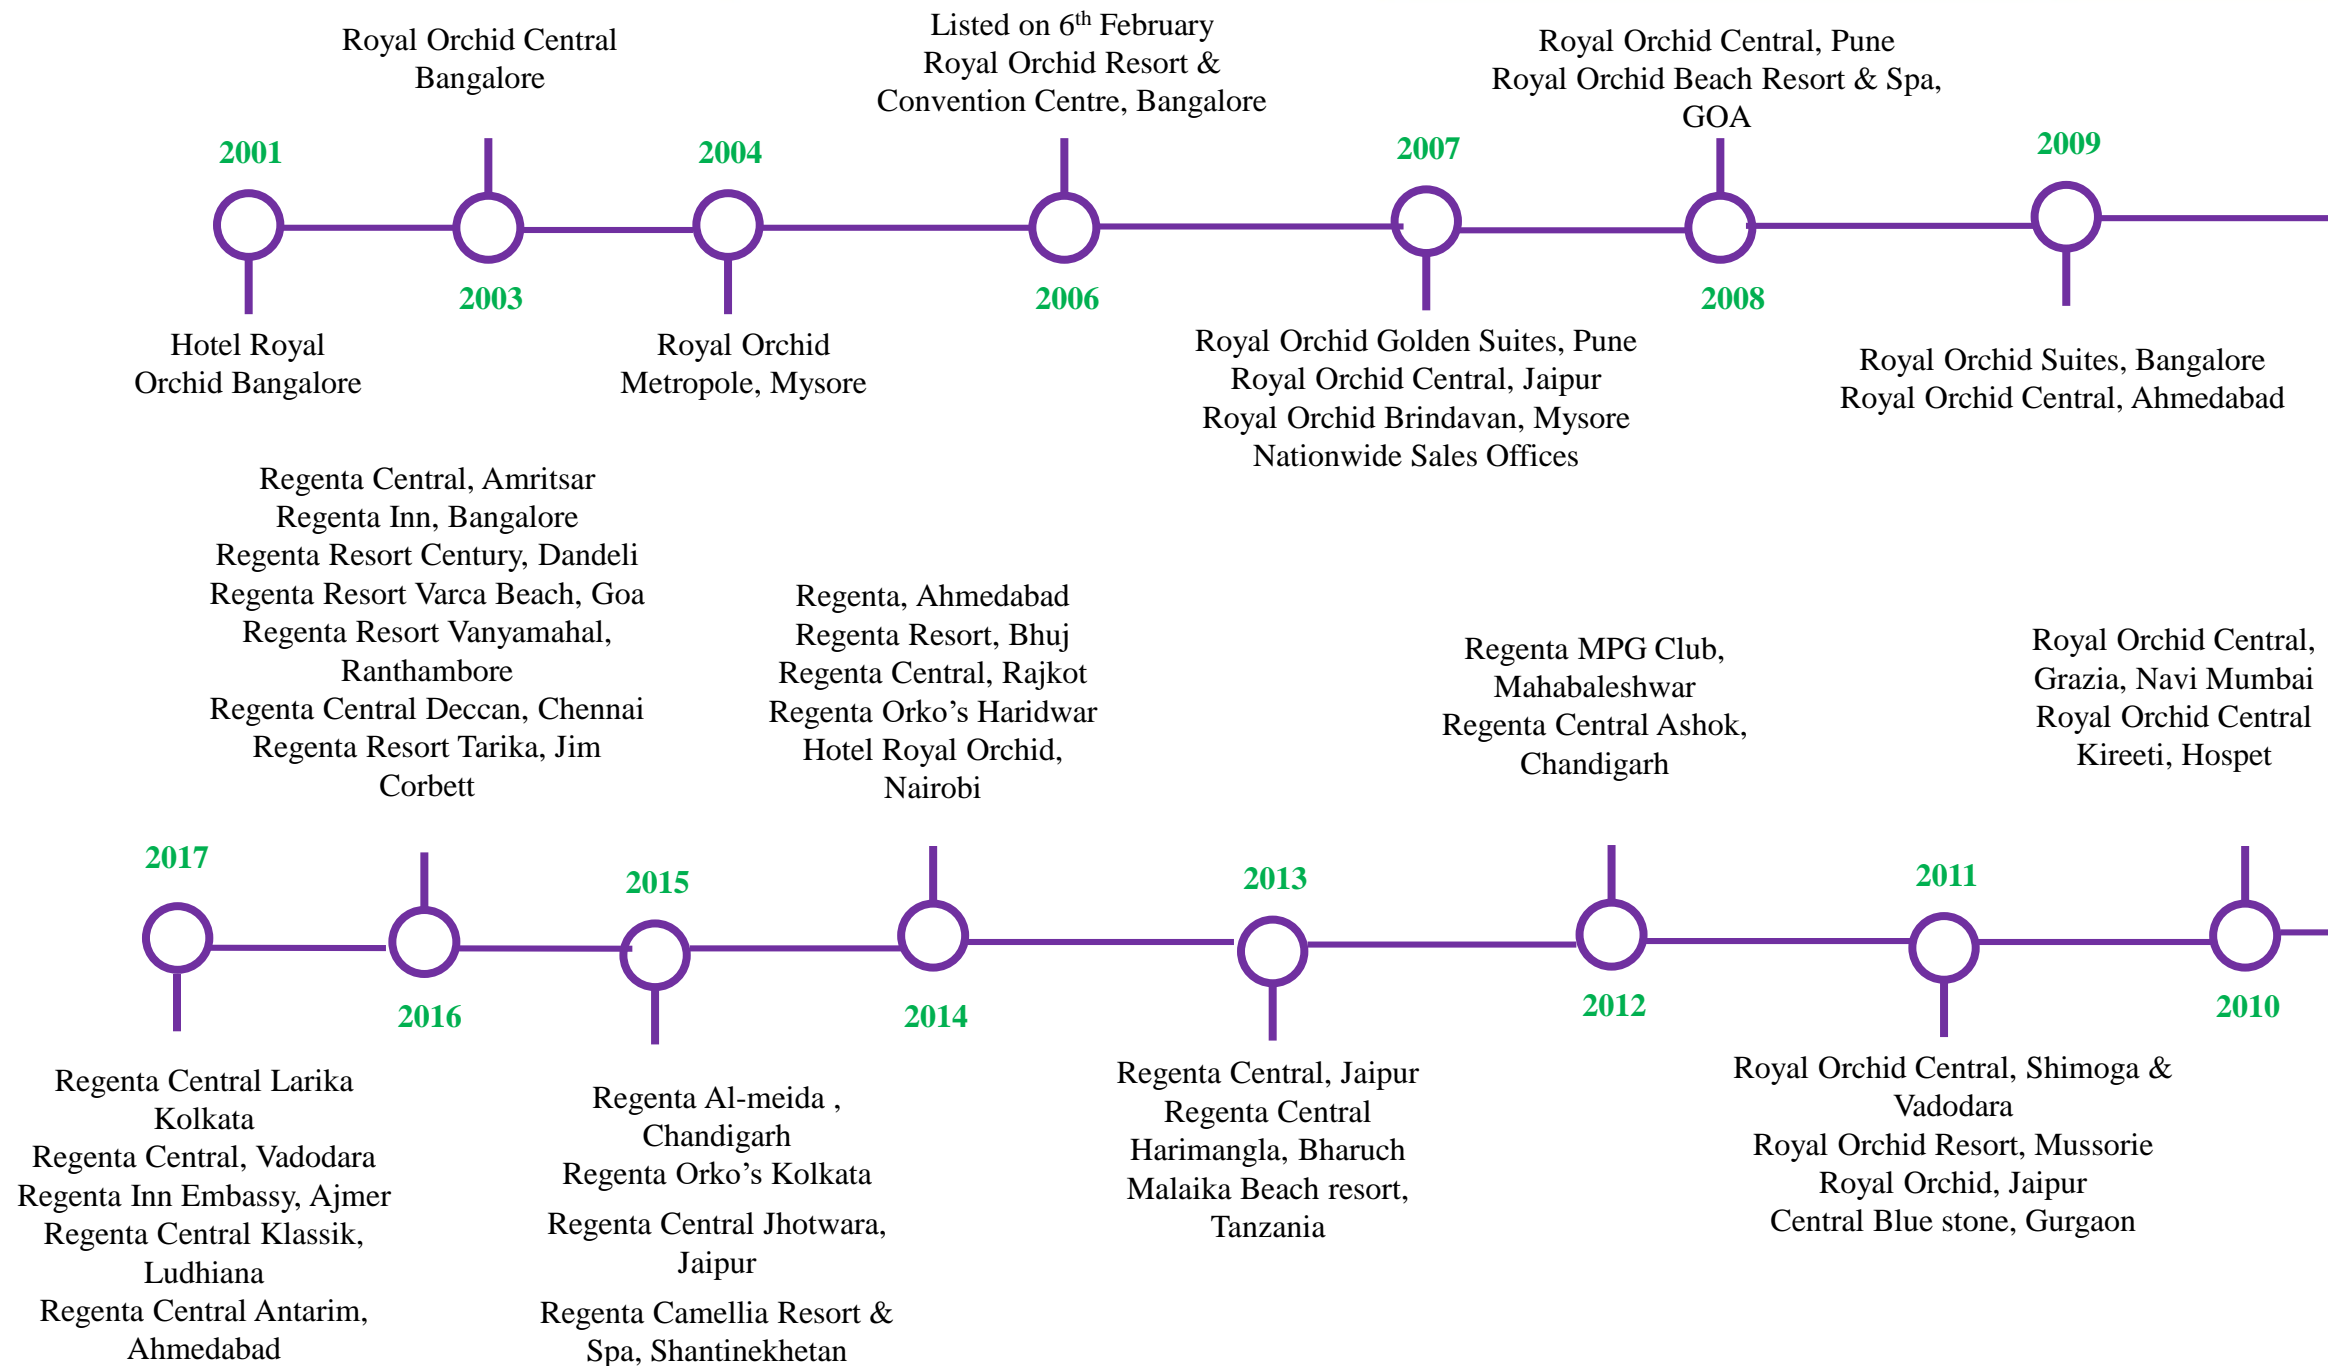 2001
Hotel Royal
Orchid Bangalore
Royal Orchid Central
Bangalore
2003
2004
Royal Orchid
Metropole, Mysore
Listed on 6th February
Royal Orchid Resort &
Convention Centre, Bangalore
2006
2007
Royal Orchid Golden Suites, Pune
Royal Orchid Central, Jaipur
Royal Orchid Brindavan, Mysore
Nationwide Sales Offices
Royal Orchid Central, Pune
Royal Orchid Beach Resort & Spa,
GOA
2008
2009
Royal Orchid Suites, Bangalore
Royal Orchid Central, Ahmedabad
Royal Orchid Central,
Grazia, Navi Mumbai
Royal Orchid Central
Kireeti, Hospet
2010
2011
Royal Orchid Central, Shimoga &
Vadodara
Royal Orchid Resort, Mussorie
Royal Orchid, Jaipur
Central Blue stone, Gurgaon
Regenta MPG Club,
Mahabaleshwar
Regenta Central Ashok,
Chandigarh
2012
2013
Regenta Central, Jaipur
Regenta Central
Harimangla, Bharuch
Malaika Beach resort,
Tanzania
Regenta, Ahmedabad
Regenta Resort, Bhuj
Regenta Central, Rajkot
Regenta Orko’s Haridwar
Hotel Royal Orchid,
Nairobi
2014
2015
Regenta Al-meida ,
Chandigarh
Regenta Orko’s Kolkata
Regenta Central Jhotwara,
Jaipur
Regenta Camellia Resort &
Spa, Shantinekhetan
Regenta Central, Amritsar
Regenta Inn, Bangalore
Regenta Resort Century, Dandeli
Regenta Resort Varca Beach, Goa
Regenta Resort Vanyamahal,
Ranthambore
Regenta Central Deccan, Chennai
Regenta Resort Tarika, Jim
Corbett
2016
2017
Regenta Central Larika
Kolkata
Regenta Central, Vadodara
Regenta Inn Embassy, Ajmer
Regenta Central Klassik,
Ludhiana
Regenta Central Antarim,
Ahmedabad